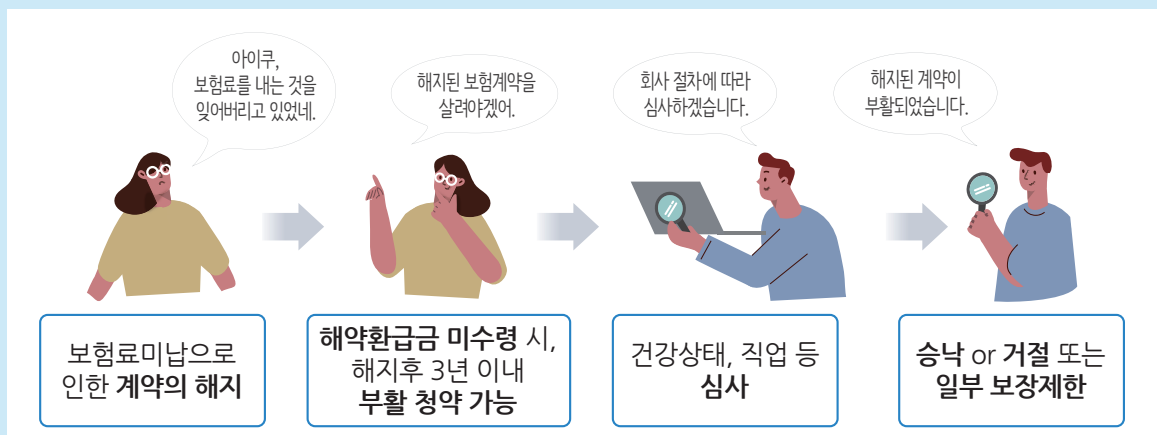 아이쿠,
보험료를 내는 것을
잊어버리고 있었네.
해지된 보험계약을
살려야겠어.
회사 절차에 따라
심사하겠습니다.
해지된 계약이
부활되었습니다.
보험료미납으로
인한 계약의 해지
해약환급금 미수령 시,
해지후 3년 이내
부활 청약 가능
건강상태, 직업 등
심사
승낙 or 거절 또는
일부 보장제한